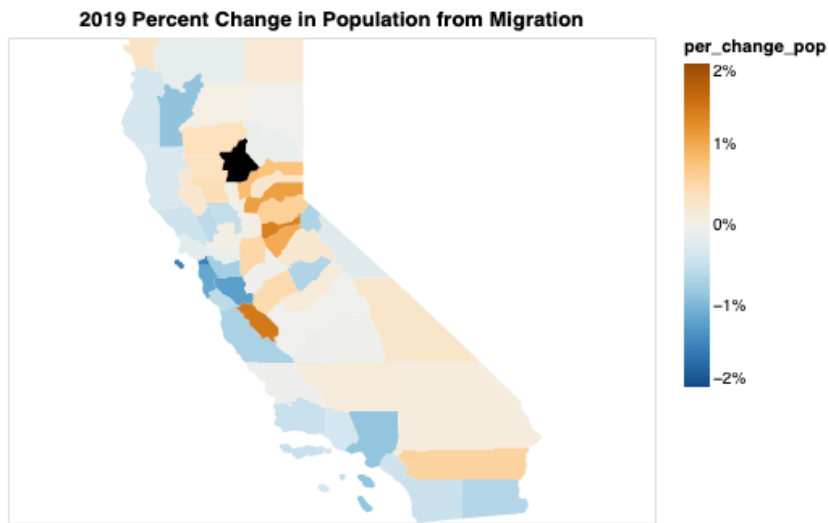 2019 Percent Change in Population from Migration
per_change_pop
2%
1%
0%
−1%
−2%